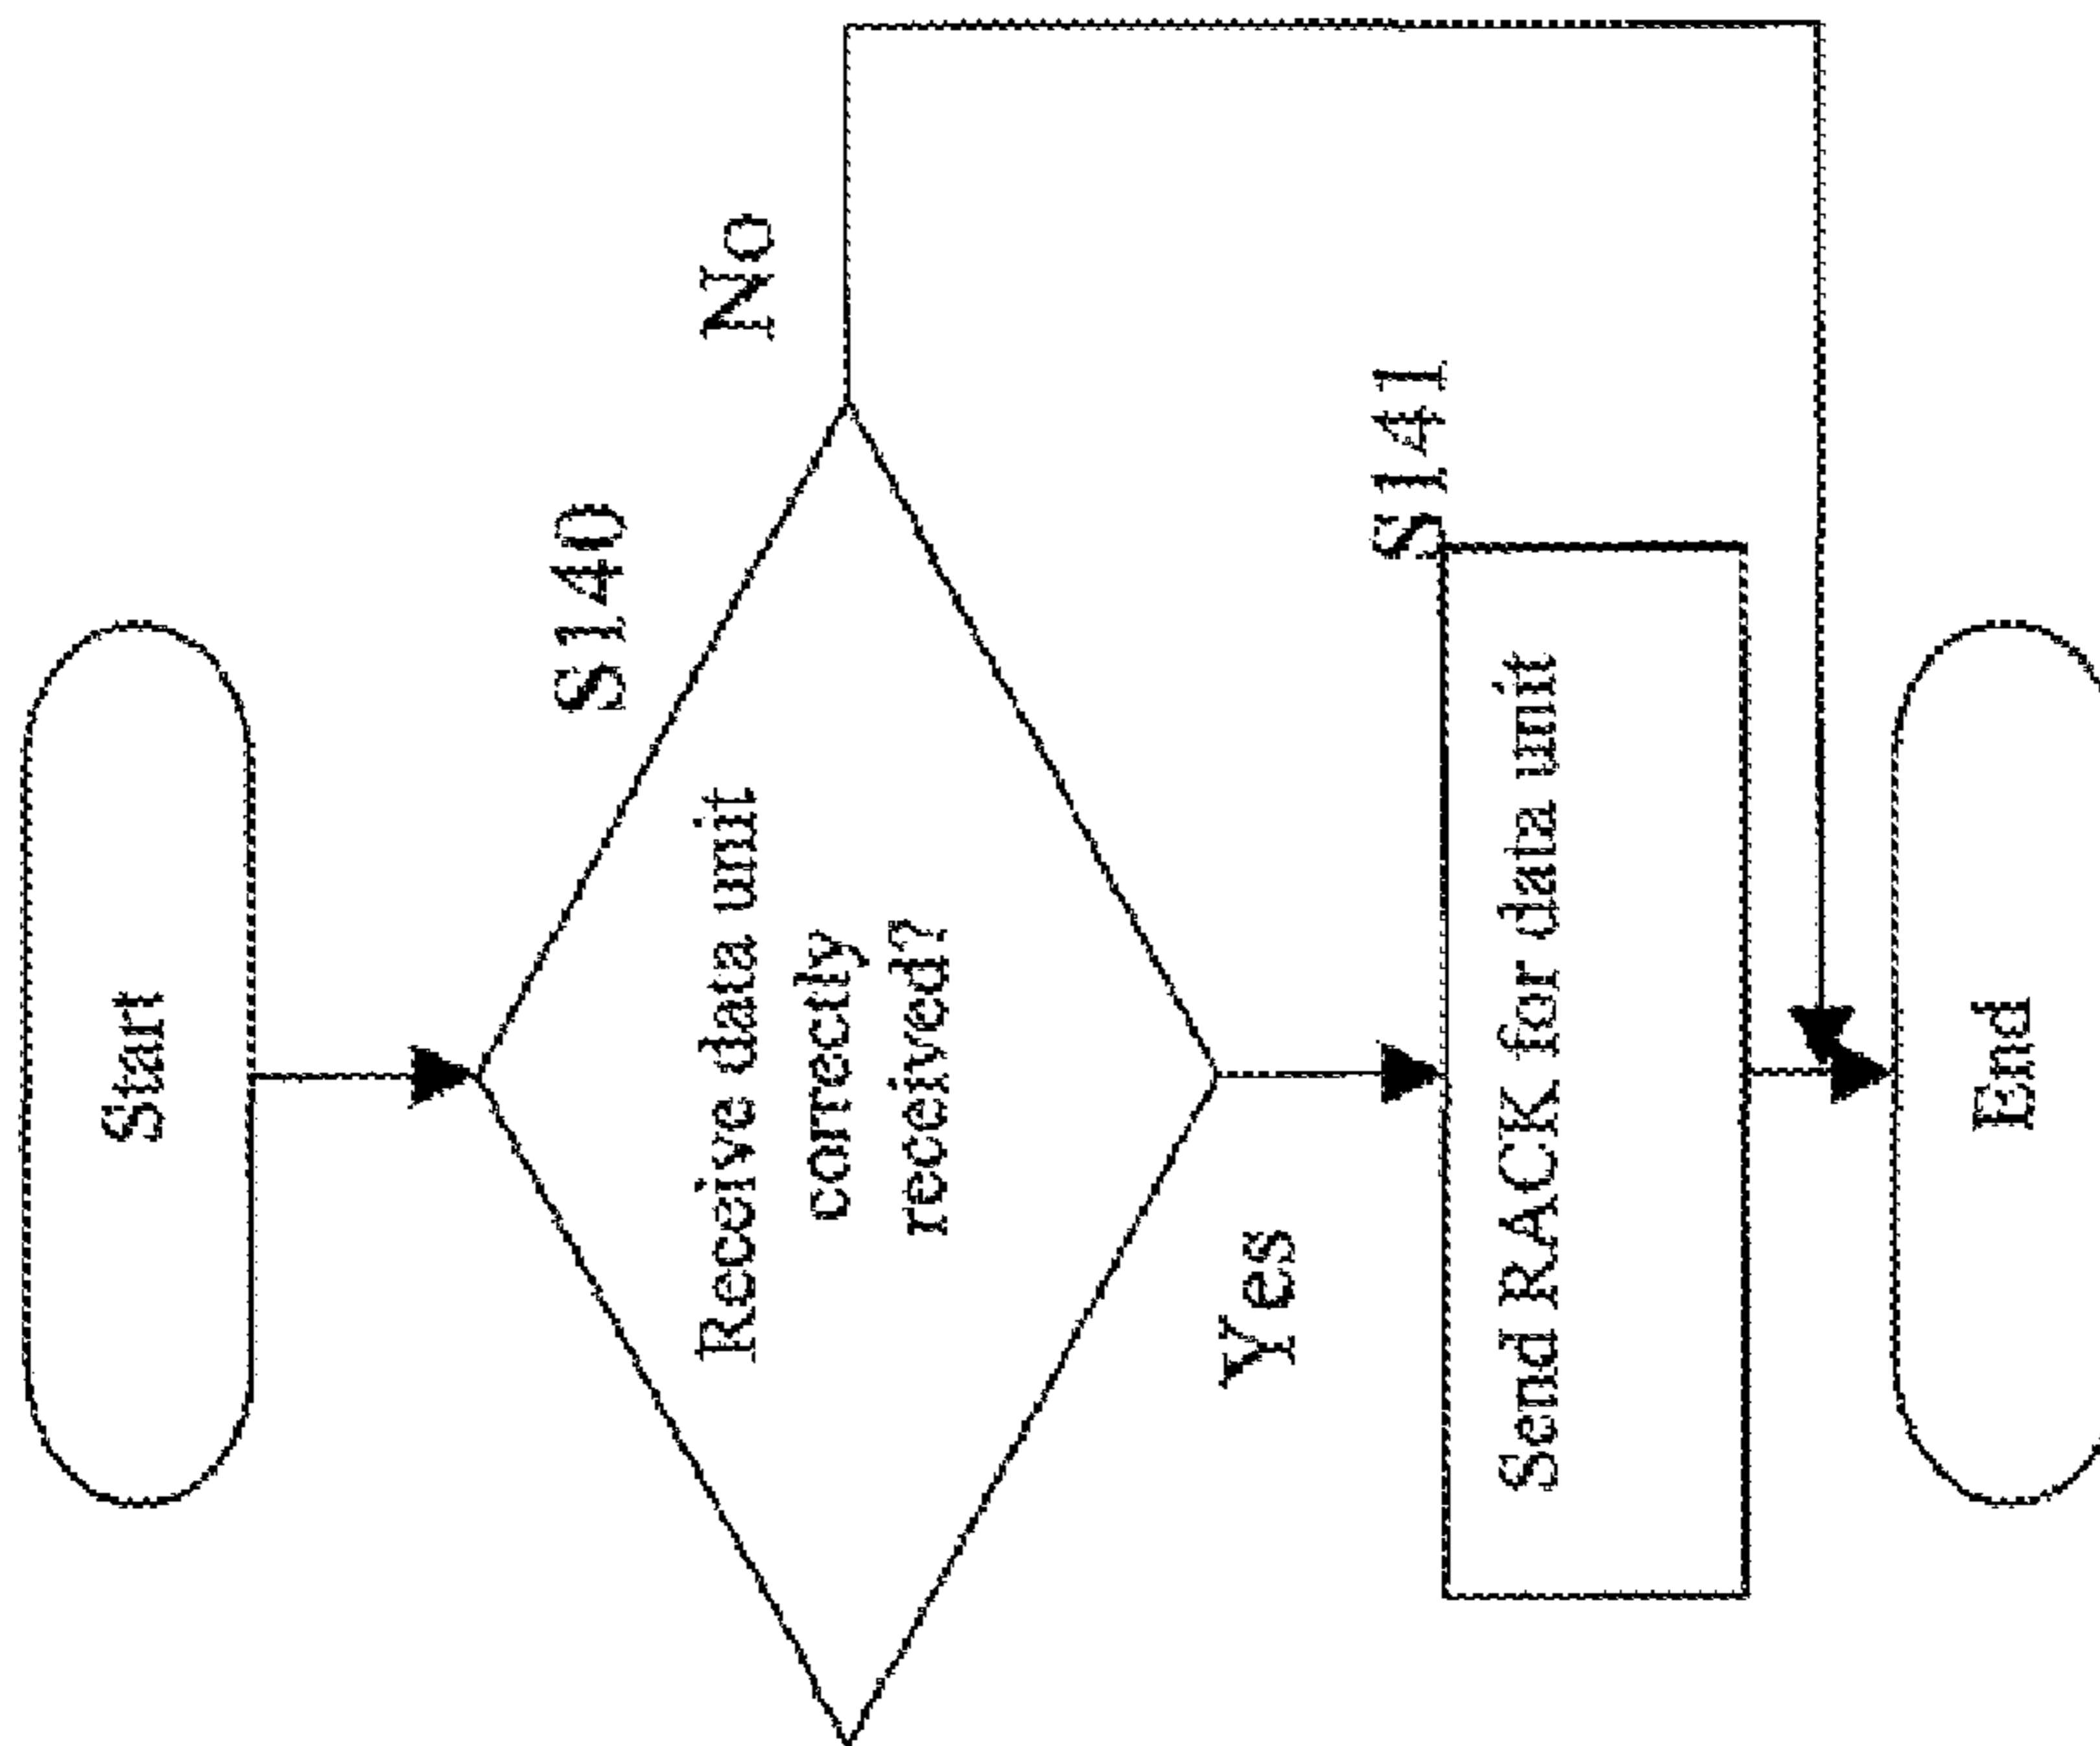 Start
S140
Receive data unit
correctly
received?
No
Yes
S141
Send RACK for data unit
End